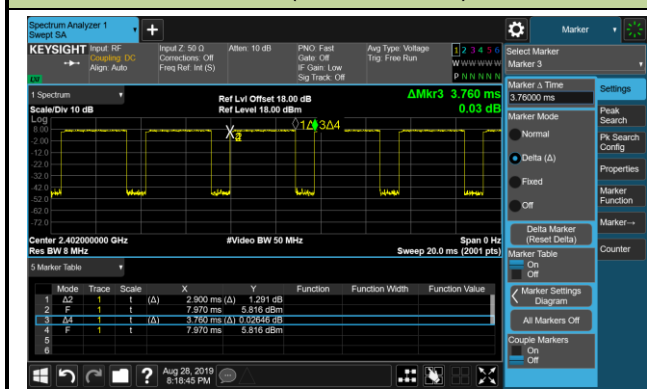 Spectrum Analyzer 1
Swept SA
+
Marker
KEYSIGHT
Input: RF
Coupling: DC
Align: Auto
Input Z: 50 Ω
Corrections: Off
Freq Ref: Int (S)
Atten: 10 dB
PNO: Fast
Gate: Off
IF Gain: Low
Sig Track: Off
Avg Type: Voltage
Trig: Free Run
1 2 3 4 5 6
W W W W W W
P N N N N N
Select Marker
Marker 3
1 Spectrum
Scale/Div 10 dB
Ref Lvl Offset 18.00 dB
Ref Level 18.00 dBm
ΔMkr3 3.760 ms
0.03 dB
Log
8.00
-2.00
-12.0
-22.0
-32.0
-42.0
-52.0
-62.0
-72.0
X2
1Δ 3Δ4
Center 2.402000000 GHz
Res BW 8 MHz
#Video BW 50 MHz
Span 0 Hz
Sweep 20.0 ms (2001 pts)
5 Marker Table
Mode Trace Scale X Y Function Function Width Function Value
1 Δ2 1 t (Δ) 2.900 ms (Δ) 1.291 dB
2 F 1 t 7.970 ms 5.816 dBm
3 Δ4 1 t (Δ) 3.760 ms (Δ) 0.02646 dB
4 F 1 t 7.970 ms 5.816 dBm
5
6
Marker Δ Time
3.76000 ms
Marker Mode
Normal
Delta (Δ)
Fixed
Off
Delta Marker
(Reset Delta)
Marker Table
On
Off
Marker Settings
Diagram
All Markers Off
Couple Markers
On
Off
Settings
Peak
Search
Pk Search
Config
Properties
Marker
Function
Marker→
Counter
?
Aug 28, 2019
8:18:45 PM